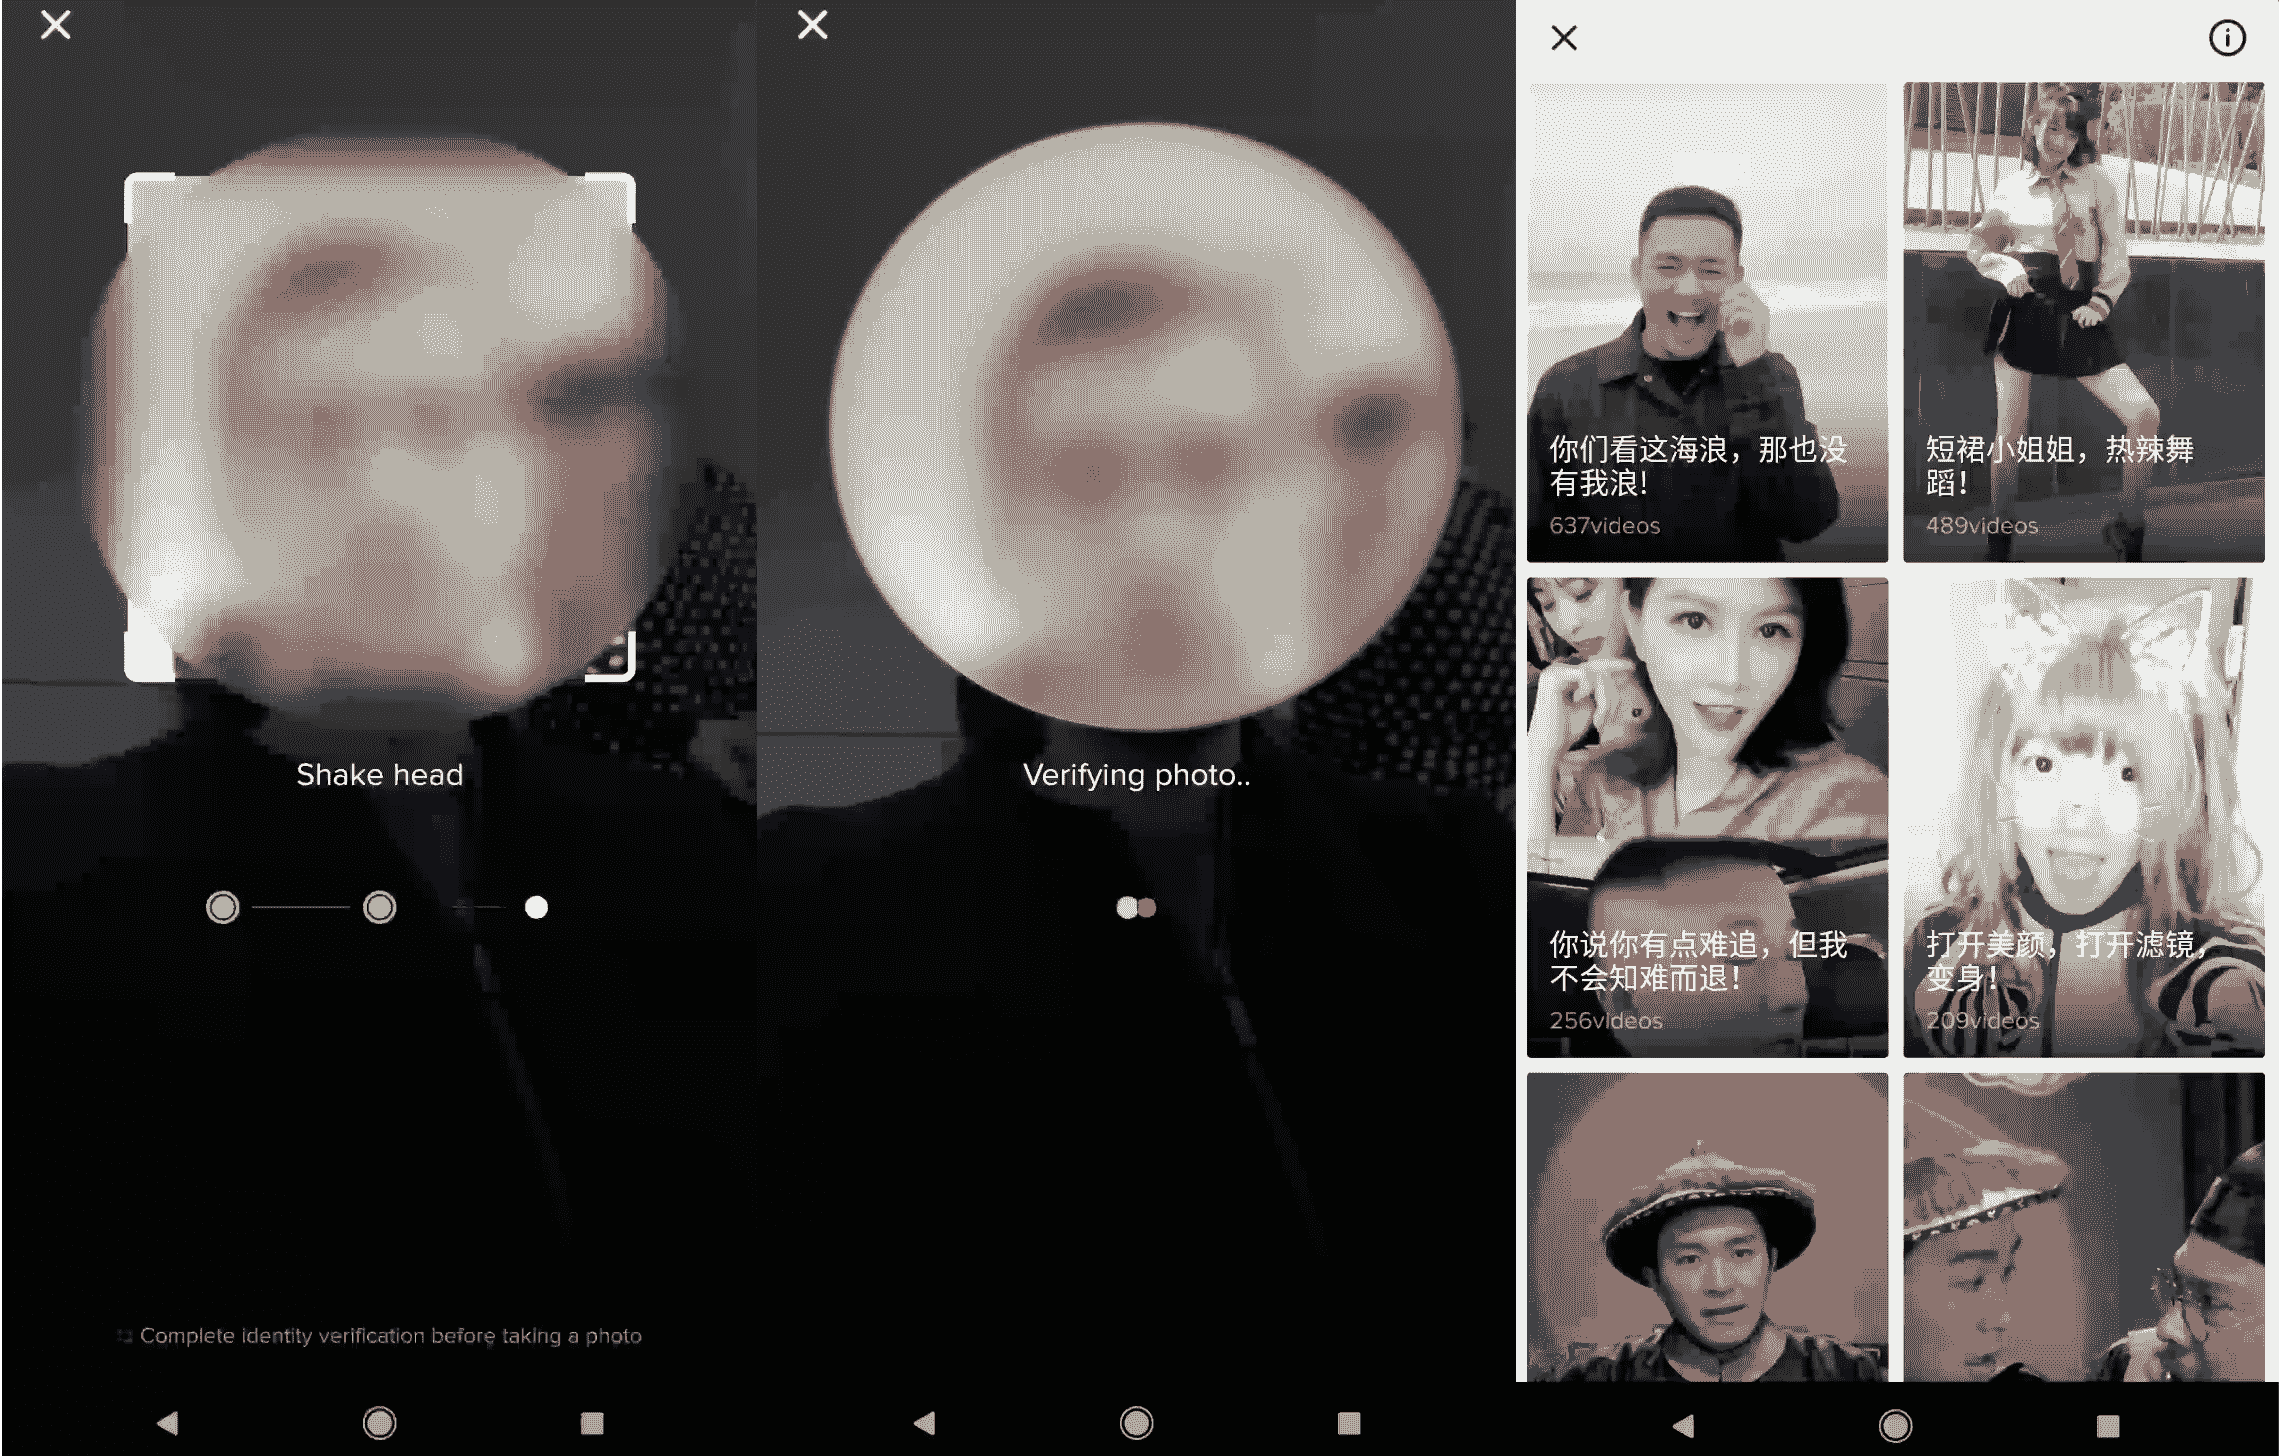 Shake head
Complete identity verification before taking a photo
Verifying photo..
你们看这海浪，那也没
有我浪!
637videos
短裙小姐姐，热辣舞
蹈!
489videos
你说你有点难追，但我
不会知难而退!
256videos
打开美颜，打开滤镜，
变身!
209videos